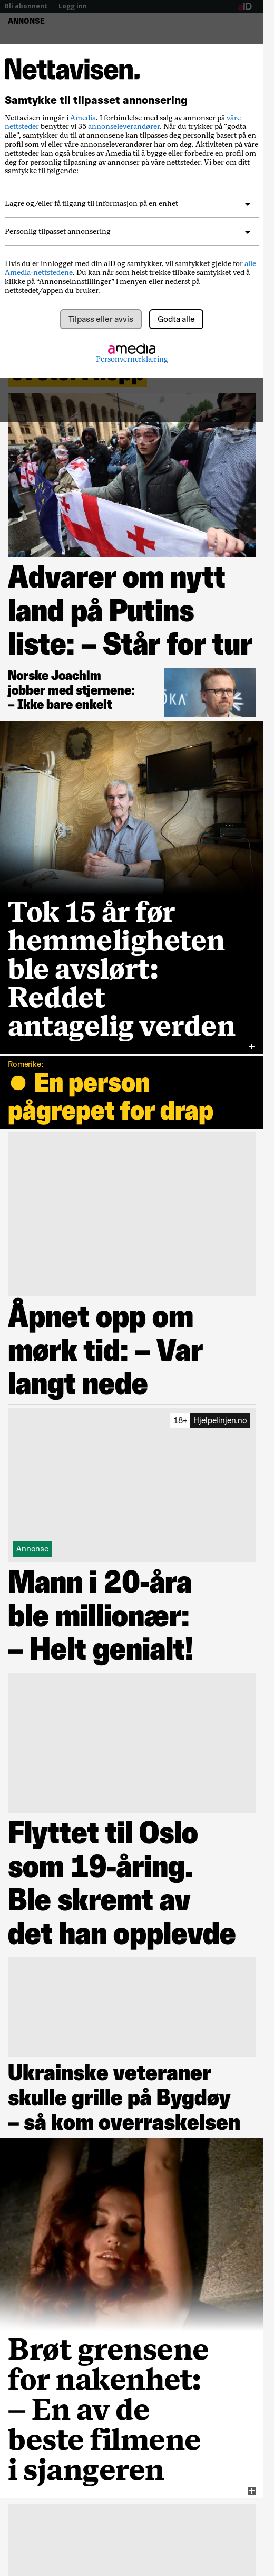 Bli abonnent | Logg inn
aID
ANNONSE
Nettavisen.
Samtykke til tilpasset annonsering
Nettavisen inngår i Amedia. I forbindelse med salg av annonser på våre
nettsteder benytter vi 35 annonseleverandører. Når du trykker på "godta
alle", samtykker du til at annonsene kan tilpasses deg personlig basert på en
profil som vi eller våre annonseleverandører har om deg. Aktiviteten på våre
nettsteder kan også brukes av Amedia til å bygge eller forbedre en profil om
deg for personlig tilpasning av annonser på våre nettsteder. Vi ber om ditt
samtykke til følgende:
Lagre og/eller få tilgang til informasjon på en enhet
Personlig tilpasset annonsering
Hvis du er innlogget med din aID og samtykker, vil samtykket gjelde for alle
Amedia-nettstedene. Du kan når som helst trekke tilbake samtykket ved å
klikke på “Annonseinnstillinger” i menyen eller nederst på
nettstedet/appen du bruker.
Tilpass eller avvis
Godta alle
amedia
Personvernerklæring
Advarer om nytt
land på Putins
liste: – Står for tur
Norske Joachim
jobber med stjernene:
– Ikke bare enkelt
Tok 15 år før
hemmeligheten
ble avslørt:
Reddet
antagelig verden
Romerike:
● En person
pågrepet for drap
Åpnet opp om
mørk tid: – Var
langt nede
18+ Hjelpelinjen.no
Annonse
Mann i 20-åra
ble millionær:
– Helt genialt!
Flyttet til Oslo
som 19-åring.
Ble skremt av
det han opplevde
Ukrainske veteraner
skulle grille på Bygdøy
– så kom overraskelsen
Brøt grensene
for nakenhet:
– En av de
beste filmene
i sjangeren